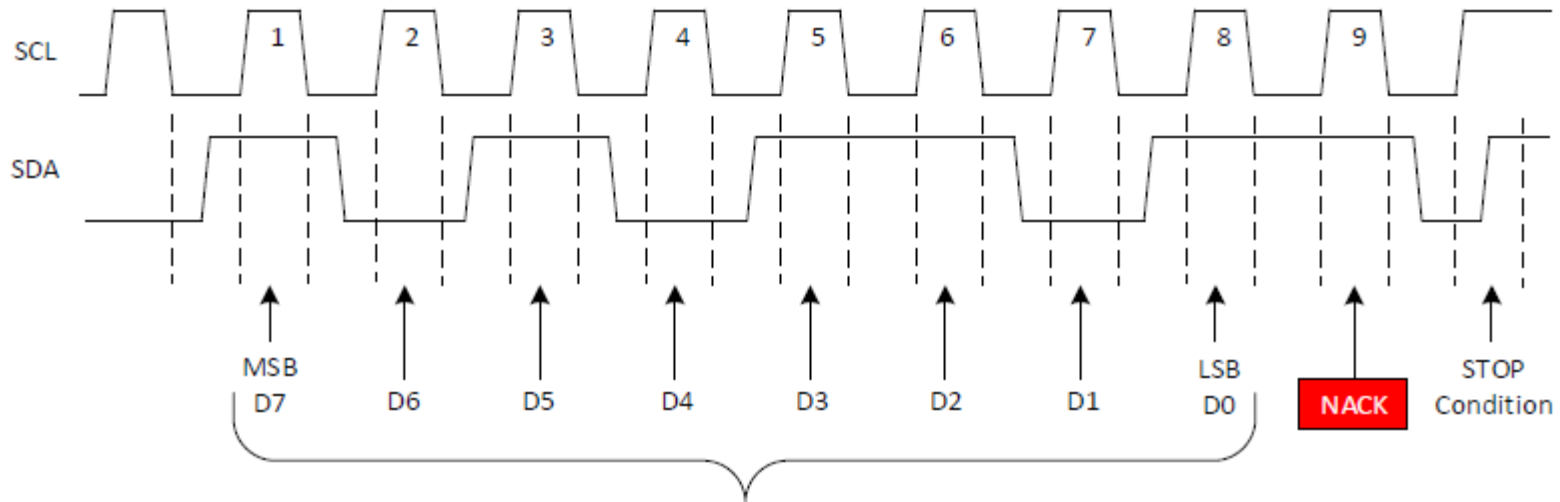 SCL
1 2 3 4 5 6 7 8 9
SDA
MSB LSB STOP
D7 D6 D5 D4 D3 D2 D1 D0 NACK Condition